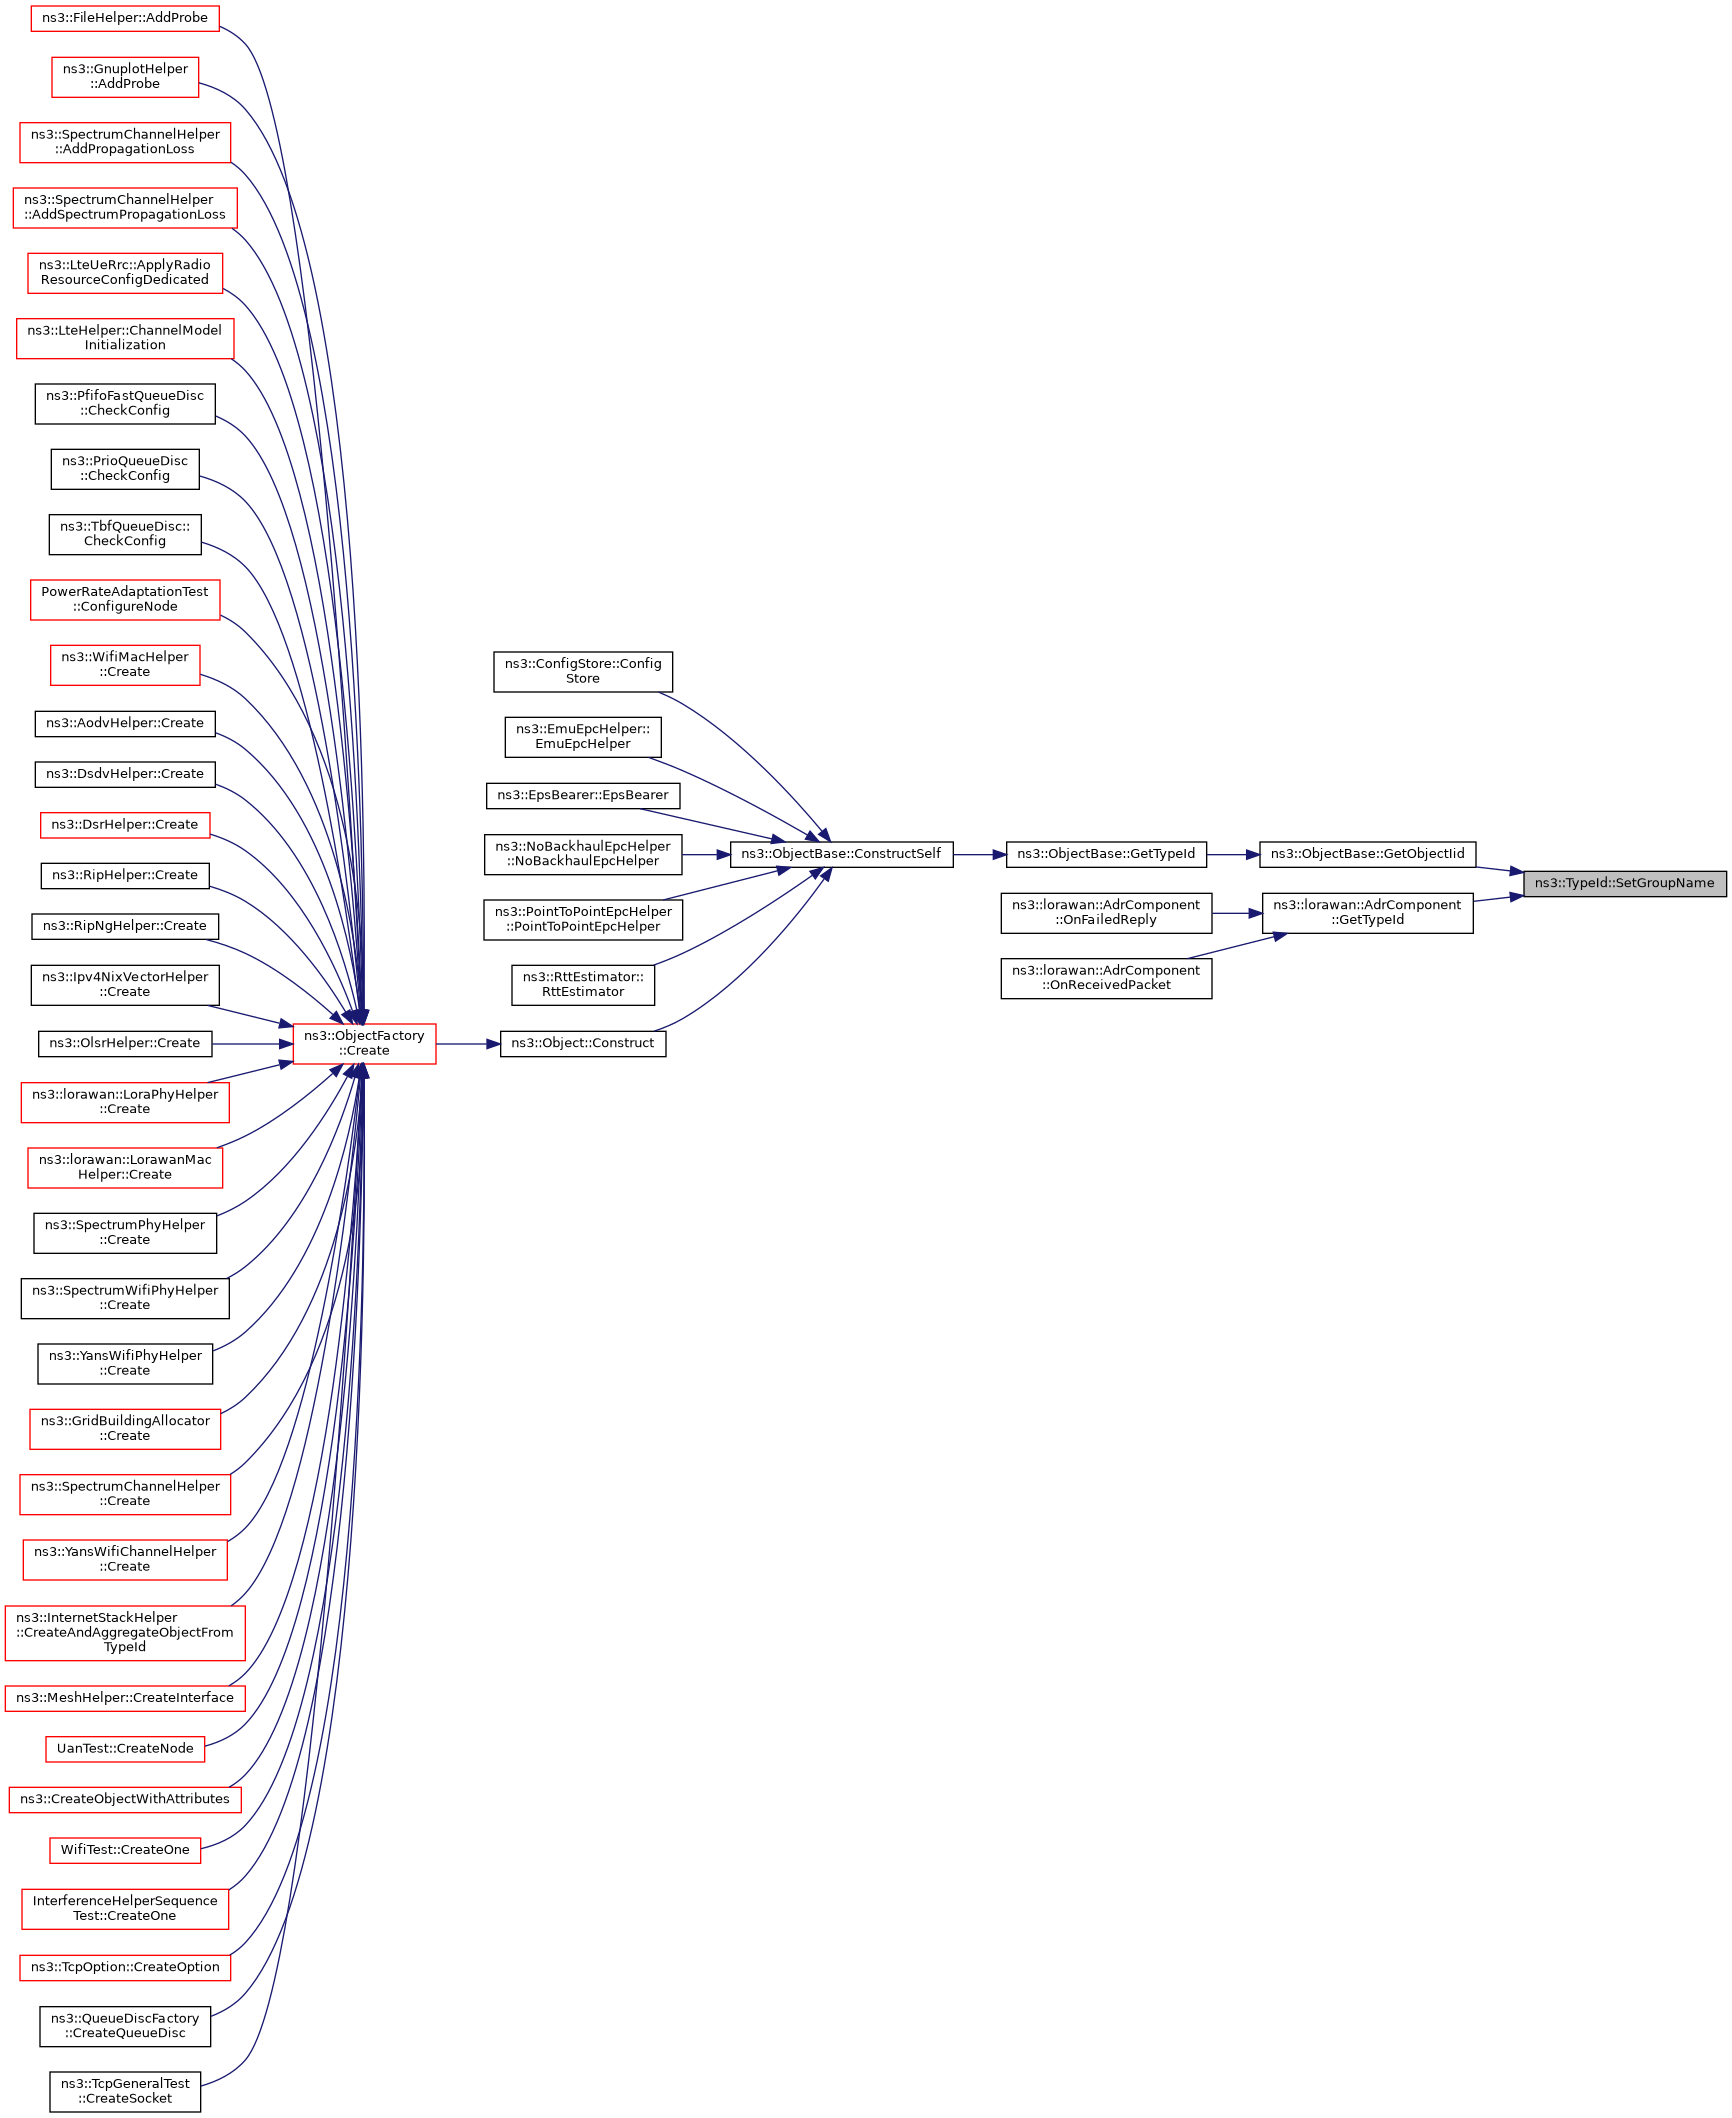 ns3::FileHelper::AddProbe
ns3::GnuplotHelper
::AddProbe
ns3::SpectrumChannelHelper
::AddPropagationLoss
ns3::SpectrumChannelHelper
::AddSpectrumPropagationLoss
ns3::LteUeRrc::ApplyRadio
ResourceConfigDedicated
ns3::LteHelper::ChannelModel
Initialization
ns3::PfifoFastQueueDisc
::CheckConfig
ns3::PrioQueueDisc
::CheckConfig
ns3::TbfQueueDisc::
CheckConfig
PowerRateAdaptationTest
::ConfigureNode
ns3::WifiMacHelper
::Create
ns3::AodvHelper::Create
ns3::DsdvHelper::Create
ns3::DsrHelper::Create
ns3::RipHelper::Create
ns3::RipNgHelper::Create
ns3::Ipv4NixVectorHelper
::Create
ns3::OlsrHelper::Create
ns3::lorawan::LoraPhyHelper
::Create
ns3::lorawan::LorawanMac
Helper::Create
ns3::SpectrumPhyHelper
::Create
ns3::SpectrumWifiPhyHelper
::Create
ns3::YansWifiPhyHelper
::Create
ns3::GridBuildingAllocator
::Create
ns3::SpectrumChannelHelper
::Create
ns3::YansWifiChannelHelper
::Create
ns3::InternetStackHelper
::CreateAndAggregateObjectFrom
TypeId
ns3::MeshHelper::CreateInterface
UanTest::CreateNode
ns3::CreateObjectWithAttributes
WifiTest::CreateOne
InterferenceHelperSequence
Test::CreateOne
ns3::TcpOption::CreateOption
ns3::QueueDiscFactory
::CreateQueueDisc
ns3::TcpGeneralTest
::CreateSocket
ns3::ObjectFactory
::Create
ns3::ConfigStore::Config
Store
ns3::EmuEpcHelper::
EmuEpcHelper
ns3::EpsBearer::EpsBearer
ns3::NoBackhaulEpcHelper
::NoBackhaulEpcHelper
ns3::PointToPointEpcHelper
::PointToPointEpcHelper
ns3::RttEstimator::
RttEstimator
ns3::Object::Construct
ns3::ObjectBase::ConstructSelf
ns3::ObjectBase::GetTypeId
ns3::lorawan::AdrComponent
::OnFailedReply
ns3::lorawan::AdrComponent
::OnReceivedPacket
ns3::ObjectBase::GetObjectIid
ns3::lorawan::AdrComponent
::GetTypeId
ns3::TypeId::SetGroupName